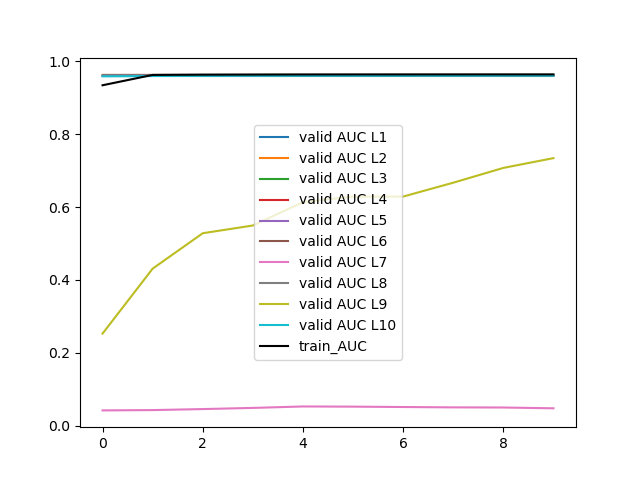 1.0
0.8
0.6
0.4
0.2
0.0
valid AUC L1
valid AUC L2
valid AUC L3
valid AUC L4
valid AUC L5
valid AUC L6
valid AUC L7
valid AUC L8
valid AUC L9
valid AUC L10
train_AUC
0 2 4 6 8